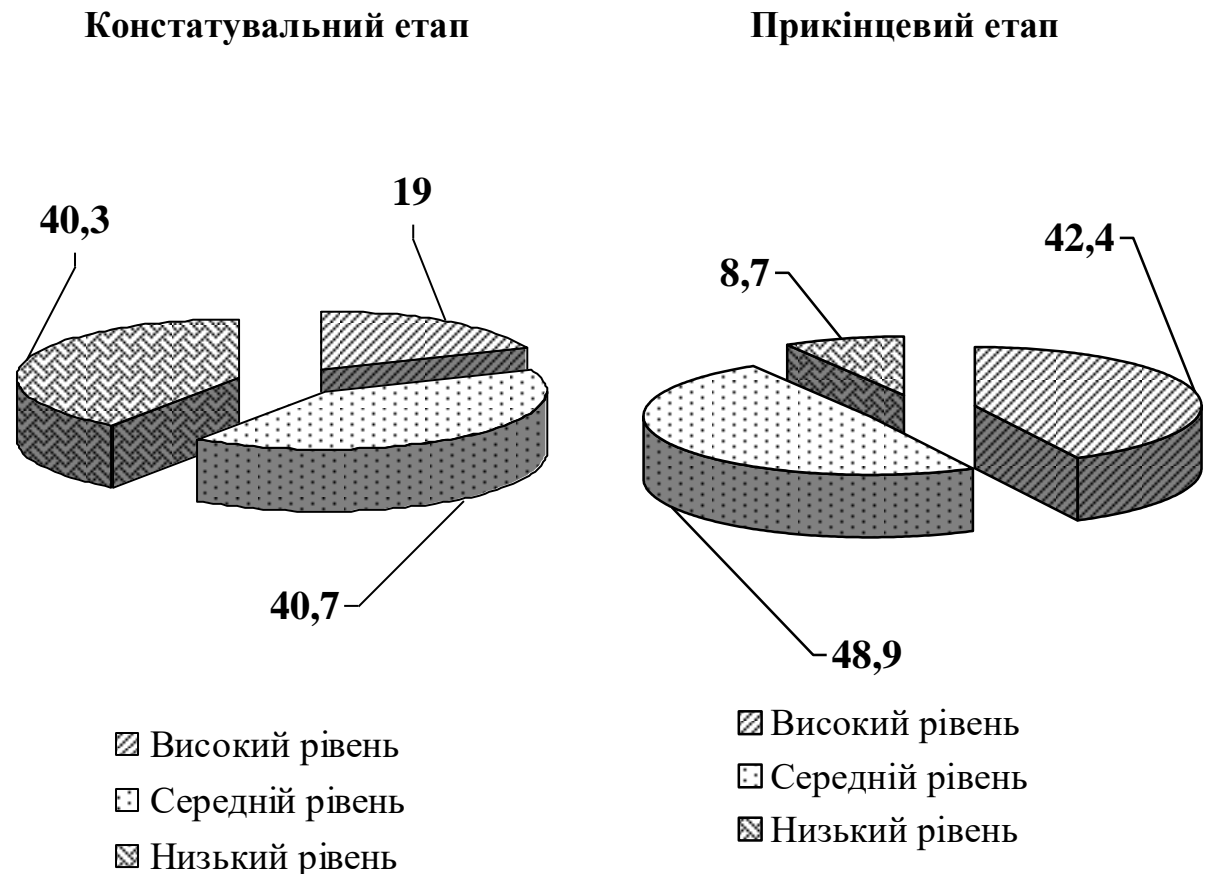 Констатувальний етап
Прикінцевий етап
19
40,3
42,4
8,7
40,7
48,9
Високий рівень
Середній рівень
Низький рівень
Високий рівень
Середній рівень
Низький рівень